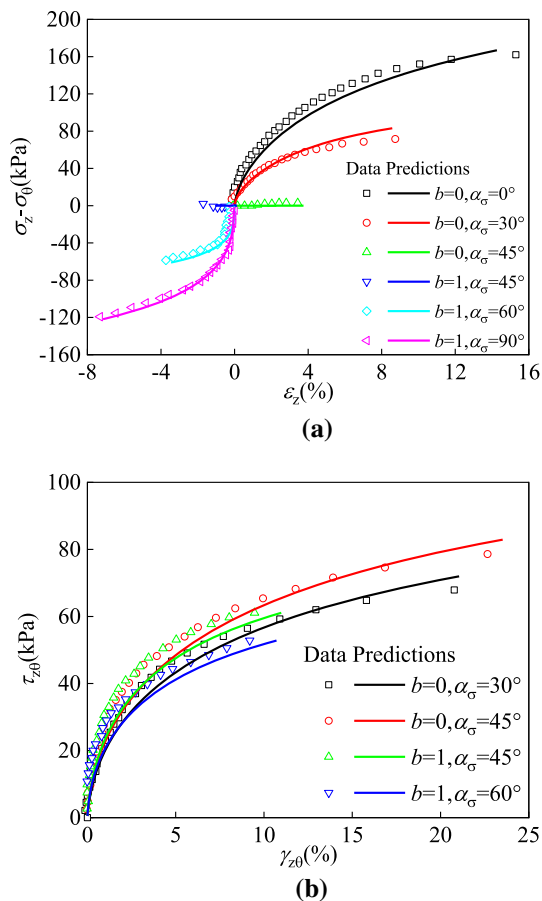 (a)
σz-σθ(kPa)
200
160
120
80
40
0
-40
-80
-120
-160
-8
-4
0
4
8
12
16
εz(%)
Data Predictions
b=0,ασ=0°
b=0,ασ=30°
b=0,ασ=45°
b=1,ασ=45°
b=1,ασ=60°
b=1,ασ=90°
(a)
τzθ(kPa)
100
80
60
40
20
0
0
5
10
15
20
25
γzθ(%)
Data Predictions
b=0,ασ=30°
b=0,ασ=45°
b=1,ασ=45°
b=1,ασ=60°
(b)